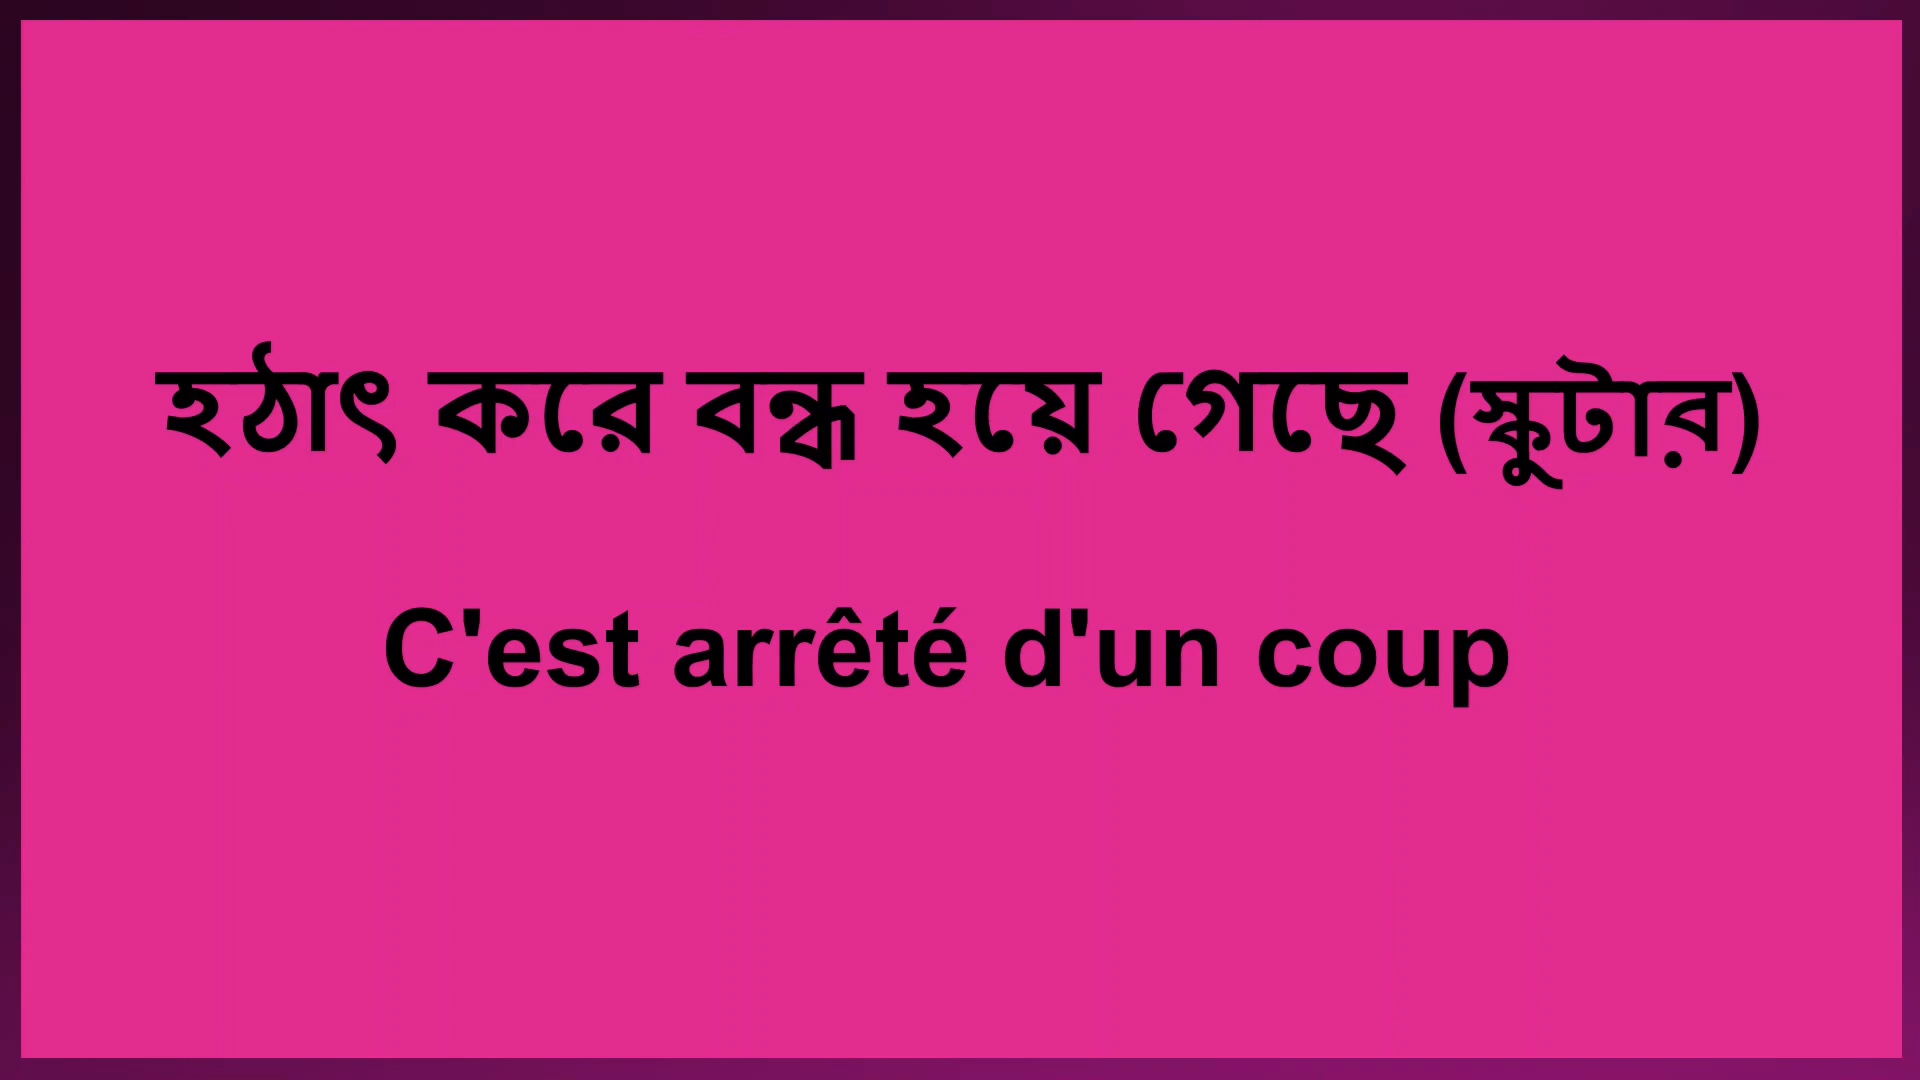 হঠাৎ করে বন্ধ হয়ে গেছে (স্কুটার)
C'est arrêté d'un coup